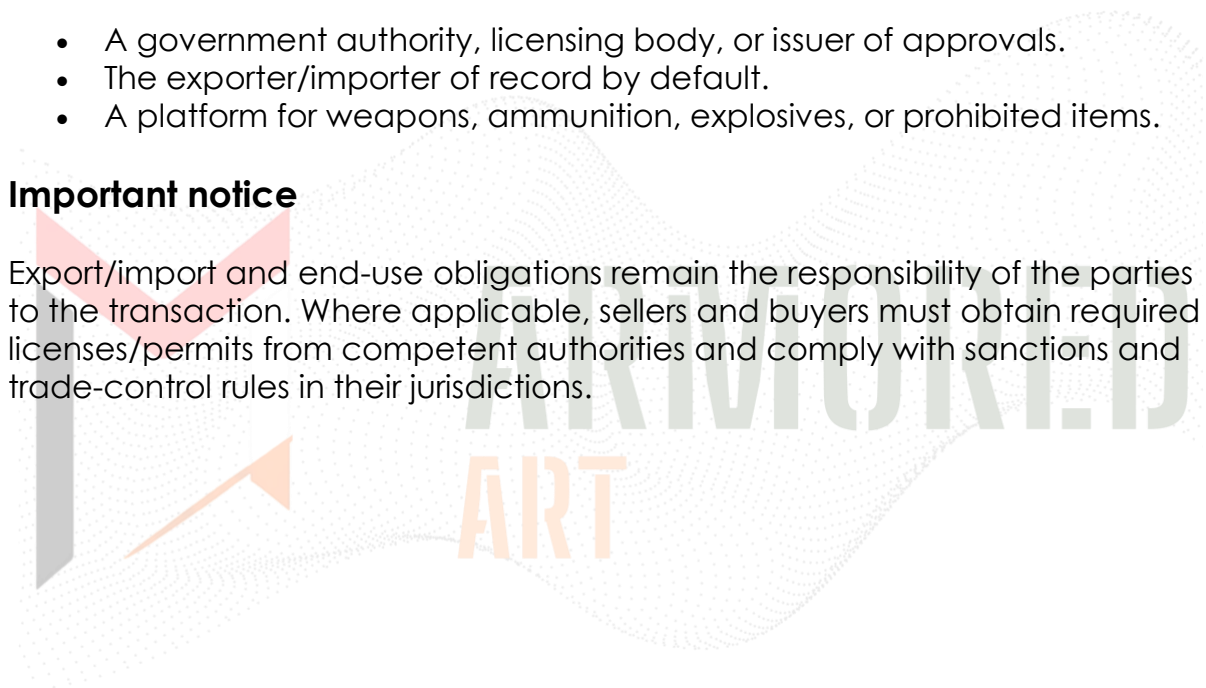 • A government authority, licensing body, or issuer of approvals.
• The exporter/importer of record by default.
• A platform for weapons, ammunition, explosives, or prohibited items.
Important notice
Export/import and end-use obligations remain the responsibility of the parties
to the transaction. Where applicable, sellers and buyers must obtain required
licenses/permits from competent authorities and comply with sanctions and
trade-control rules in their jurisdictions.
ARMORED
ART